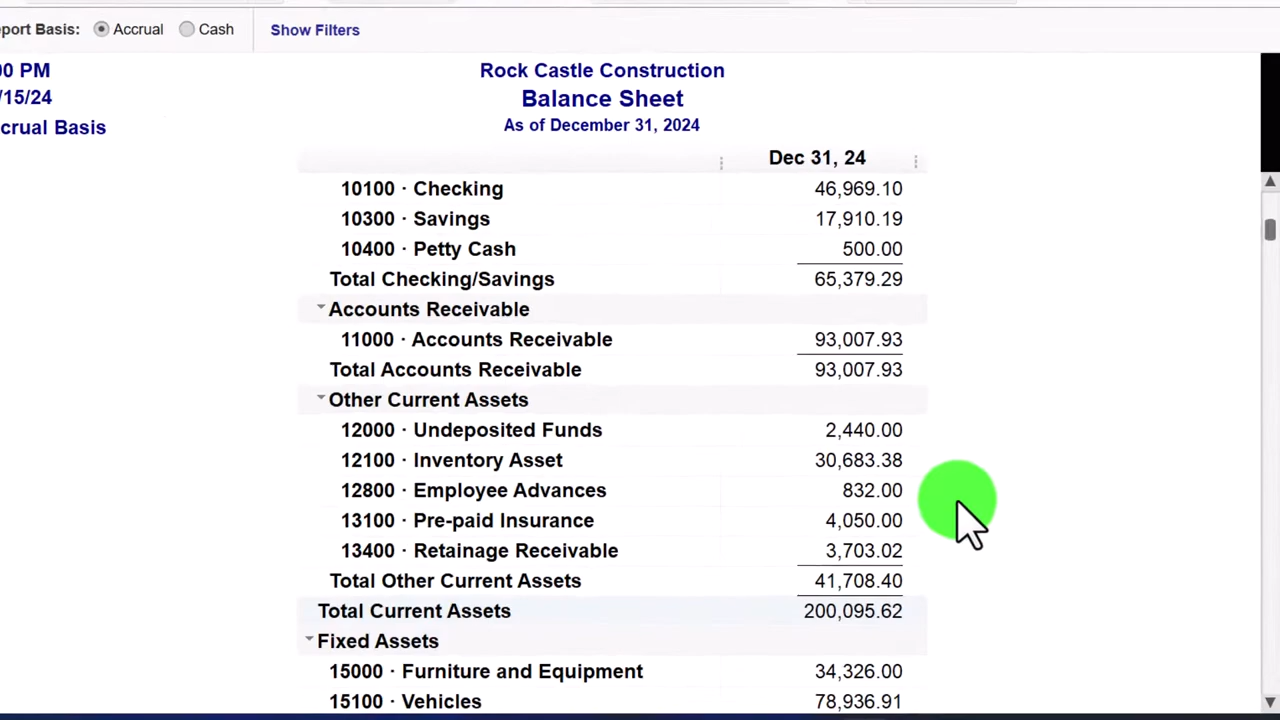 port Basis: Accrual Cash Show Filters
00 PM
/15/24
ccrual Basis
Rock Castle Construction
Balance Sheet
As of December 31, 2024
Dec 31, 24
10100 · Checking 46,969.10
10300 · Savings 17,910.19
10400 · Petty Cash 500.00
Total Checking/Savings 65,379.29
Accounts Receivable
11000 · Accounts Receivable 93,007.93
Total Accounts Receivable 93,007.93
Other Current Assets
12000 · Undeposited Funds 2,440.00
12100 · Inventory Asset 30,683.38
12800 · Employee Advances 832.00
13100 · Pre-paid Insurance 4,050.00
13400 · Retainage Receivable 3,703.02
Total Other Current Assets 41,708.40
Total Current Assets 200,095.62
Fixed Assets
15000 · Furniture and Equipment 34,326.00
15100 · Vehicles 78,936.91